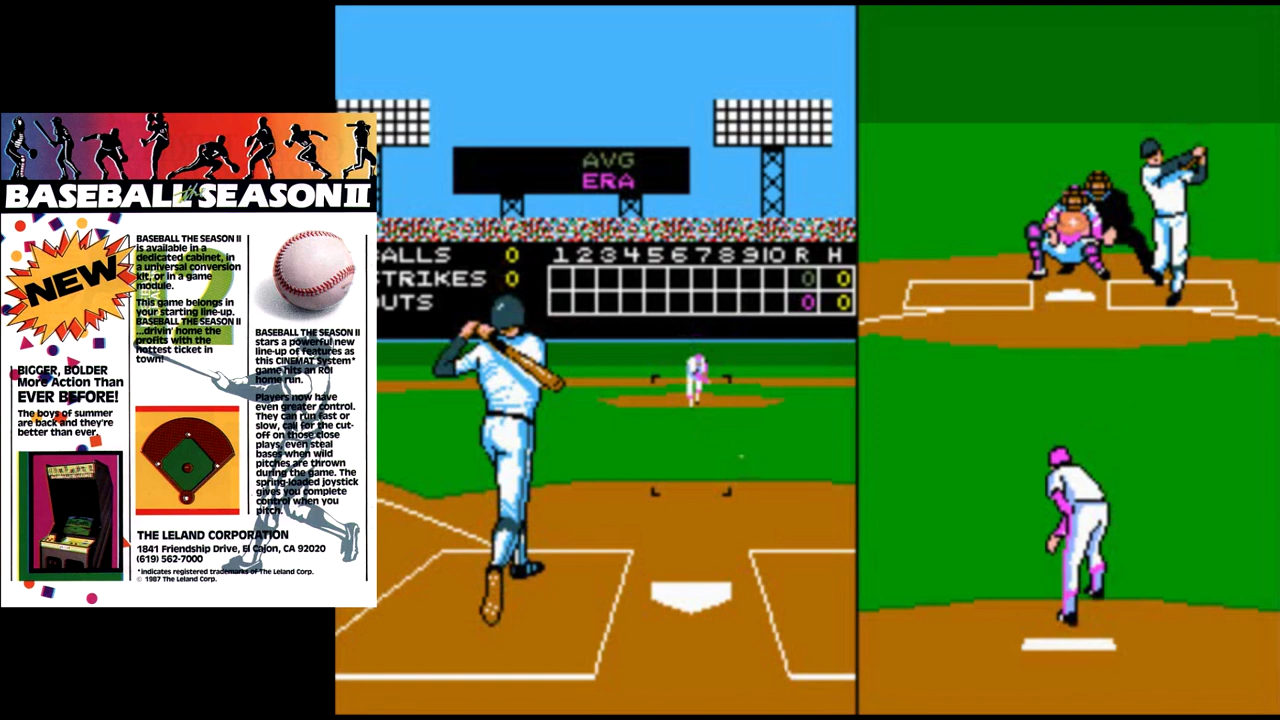 BASEBALL the SEASON II
NEW
BIGGER, BOLDER
More Action Than
EVER BEFORE!
The boys of summer
are back and they're
better than ever.
BASEBALL THE SEASON II
is available in a
dedicated cabinet, in
a universal conversion
kit, or in a game
module.
This game belongs in
your starting line-up.
BASEBALL THE SEASON II
...drivin' home the
profits with the
hottest ticket in
town!
BASEBALL THE SEASON II
stars a powerful new
line-up of features as
this CINEMAT System*
game hits an ROI
home run.
Players now have
even greater control.
They can run fast or
slow, call for the cut-
off on those close
plays, even steal
bases when wild
pitches are thrown
during the game. The
spring-loaded joystick
gives you complete
control when you
pitch.
THE LELAND CORPORATION
1841 Friendship Drive, El Cajon, CA 92020
(619) 562-7000
*Indicates registered trademarks of The Leland Corp.
© 1987 The Leland Corp.
AVG
ERA
ALLS 0 1 2 3 4 5 6 7 8 9 10 R H
TRIKES 0 0 0
OUTS 0 0